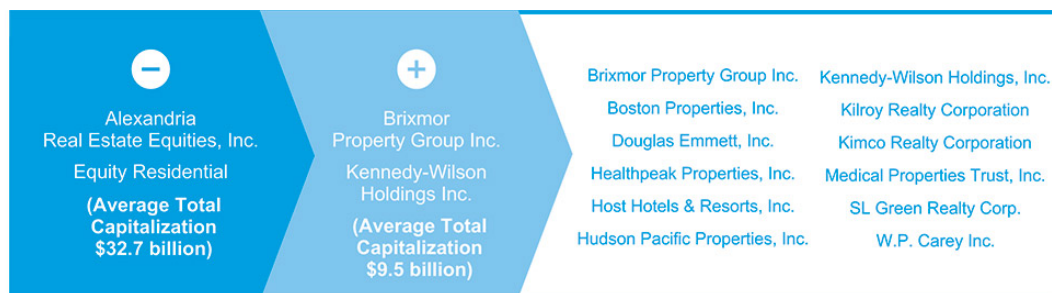 −
Alexandria
Real Estate Equities, Inc.
Equity Residential
(Average Total
Capitalization
$32.7 billion)
+
Brixmor
Property Group Inc.
Kennedy-Wilson
Holdings Inc.
(Average Total
Capitalization
$9.5 billion)
Brixmor Property Group Inc.
Boston Properties, Inc.
Douglas Emmett, Inc.
Healthpeak Properties, Inc.
Host Hotels & Resorts, Inc.
Hudson Pacific Properties, Inc.
Kennedy-Wilson Holdings, Inc.
Kilroy Realty Corporation
Kimco Realty Corporation
Medical Properties Trust, Inc.
SL Green Realty Corp.
W.P. Carey Inc.